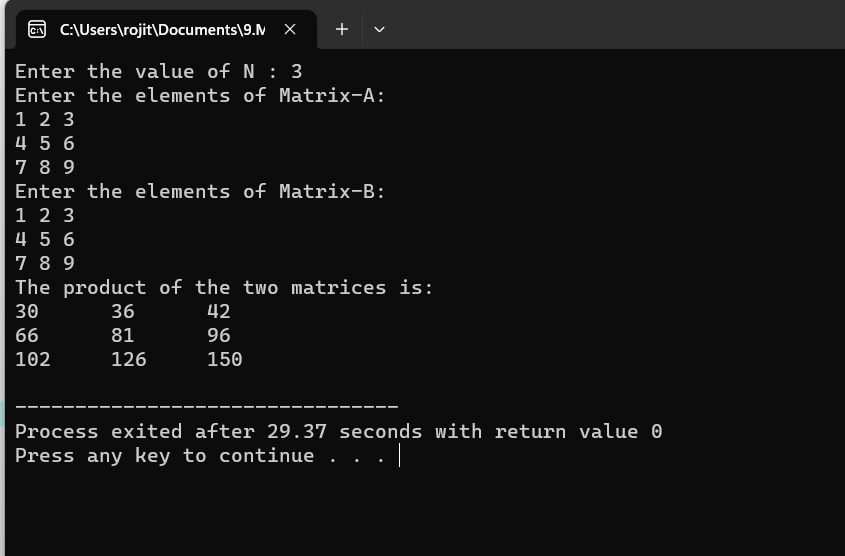 C:\Users\rojit\Documents\9.M
Enter the value of N : 3
Enter the elements of Matrix-A:
1 2 3
4 5 6
7 8 9
Enter the elements of Matrix-B:
1 2 3
4 5 6
7 8 9
The product of the two matrices is:
30      36      42
66      81      96
102     126     150
--------------------------------
Process exited after 29.37 seconds with return value 0
Press any key to continue . . .